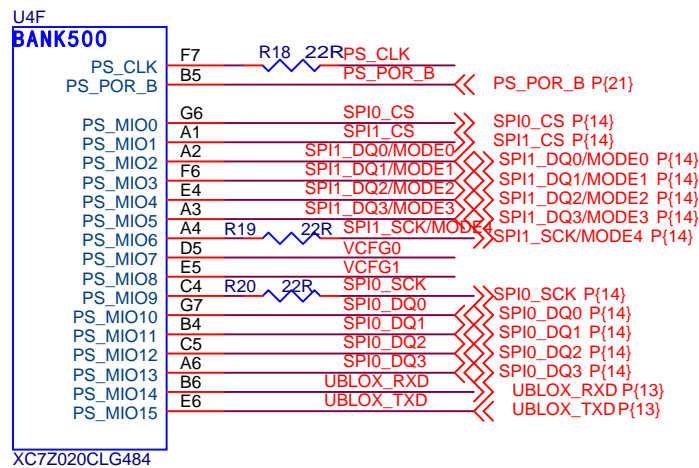 U4F
BANK500
PS_CLK F7 R18 22R PS_CLK
PS_POR_B B5 PS_POR_B PS_POR_B P{21}
PS_MIO0 G6 SPI0_CS SPI0_CS P{14}
PS_MIO1 A1 SPI1_CS SPI1_CS P{14}
PS_MIO2 A2 SPI1_DQ0/MODE0 SPI1_DQ0/MODE0 P{14}
PS_MIO3 F6 SPI1_DQ1/MODE1 SPI1_DQ1/MODE1 P{14}
PS_MIO4 E4 SPI1_DQ2/MODE2 SPI1_DQ2/MODE2 P{14}
PS_MIO5 A3 SPI1_DQ3/MODE3 SPI1_DQ3/MODE3 P{14}
PS_MIO6 A4 R19 22R SPI1_SCK/MODE4 SPI1_SCK/MODE4 P{14}
PS_MIO7 D5 VCFG0
PS_MIO8 E5 VCFG1
PS_MIO9 C4 R20 22R SPI0_SCK SPI0_SCK P{14}
PS_MIO10 G7 SPI0_DQ0 SPI0_DQ0 P{14}
PS_MIO11 B4 SPI0_DQ1 SPI0_DQ1 P{14}
PS_MIO12 C5 SPI0_DQ2 SPI0_DQ2 P{14}
PS_MIO13 A6 SPI0_DQ3 SPI0_DQ3 P{14}
PS_MIO14 B6 UBLOX_RXD UBLOX_RXD P{13}
PS_MIO15 E6 UBLOX_TXD UBLOX_TXD P{13}
XC7Z020CLG484